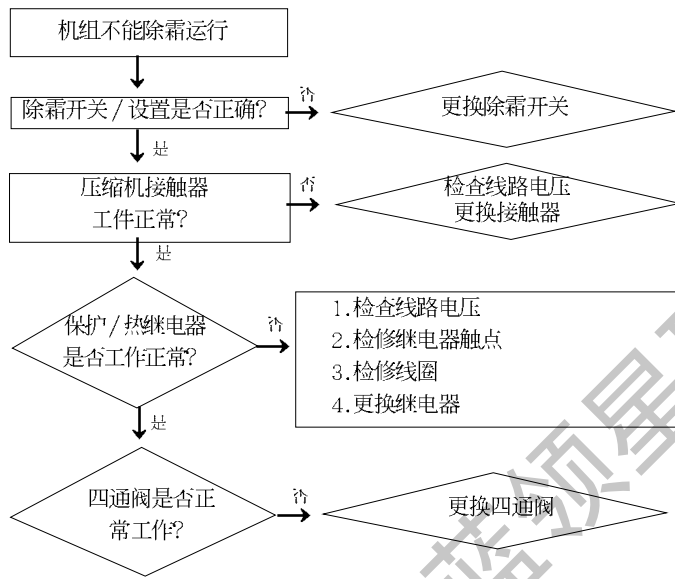 机组不能除霜运行
除霜开关/设置是否正确?
否
更换除霜开关
是
压缩机接触器
工件正常?
否
检查线路电压
更换接触器
是
保护/热继电器
是否工作正常?
否
1.检查线路电压
2.检修继电器触点
3.检修线圈
4.更换继电器
是
四通阀是否正
常工作?
否
更换四通阀
蓝领星